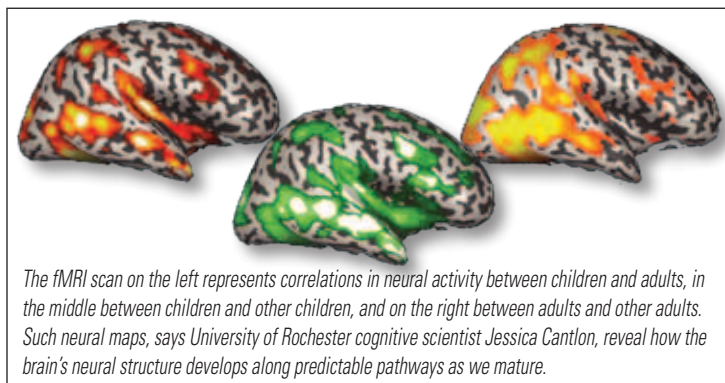 The fMRI scan on the left represents correlations in neural activity between children and adults, in
the middle between children and other children, and on the right between adults and other adults.
Such neural maps, says University of Rochester cognitive scientist Jessica Cantlon, reveal how the
brain's neural structure develops along predictable pathways as we mature.